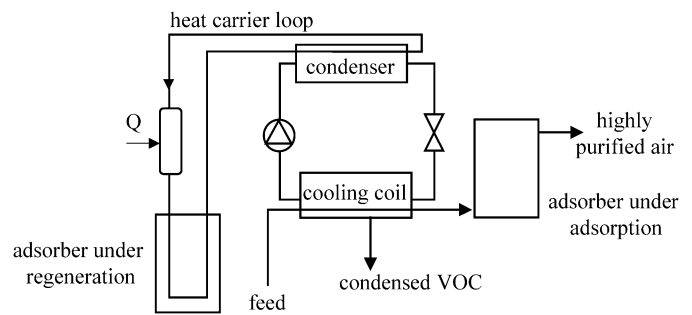 heat carrier loop
condenser
Q
highly
purified air
cooling coil
adsorber under
adsorption
adsorber under
regeneration
condensed VOC
feed